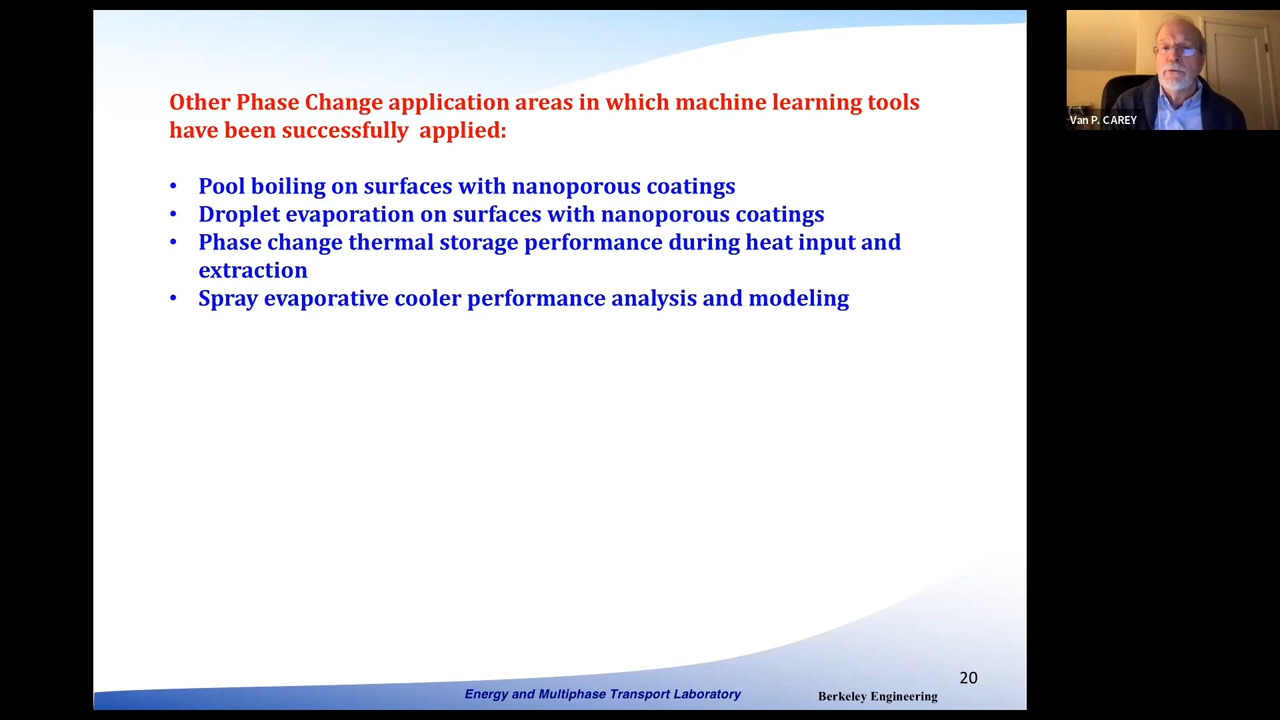 Other Phase Change application areas in which machine learning tools
have been successfully applied:
• Pool boiling on surfaces with nanoporous coatings
• Droplet evaporation on surfaces with nanoporous coatings
• Phase change thermal storage performance during heat input and
extraction
• Spray evaporative cooler performance analysis and modeling
Van P. CAREY
20
Energy and Multiphase Transport Laboratory
Berkeley Engineering